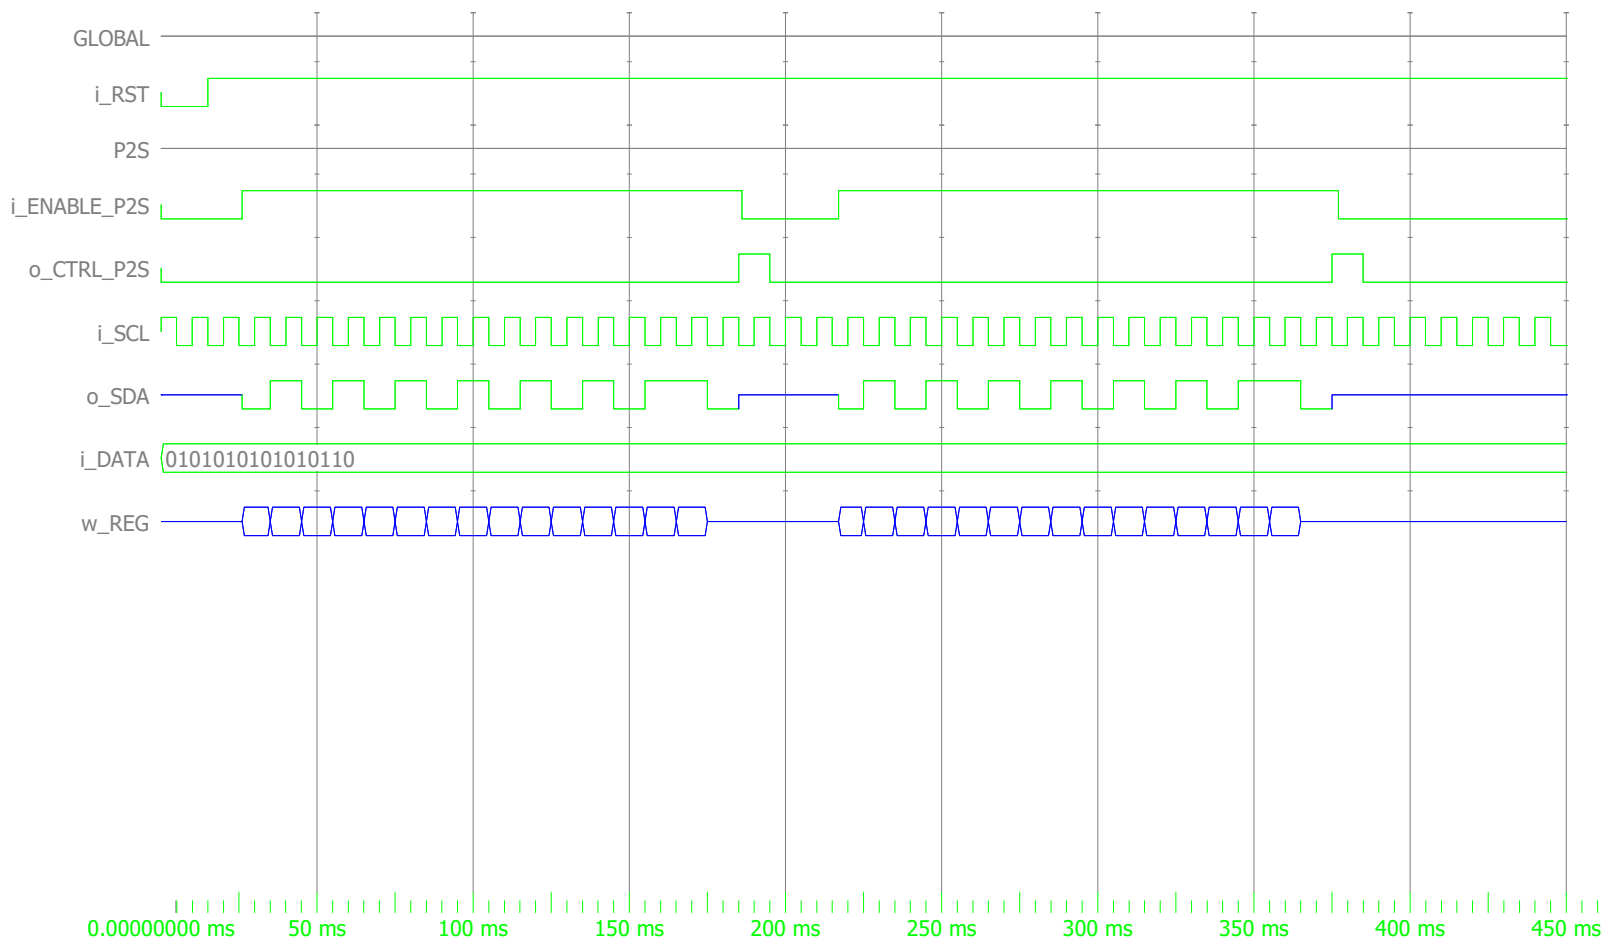 GLOBAL
i_RST
P2S
i_ENABLE_P2S
o_CTRL_P2S
i_SCL
o_SDA
i_DATA 0101010101010110
w_REG
0.00000000 ms 50 ms 100 ms 150 ms 200 ms 250 ms 300 ms 350 ms 400 ms 450 ms